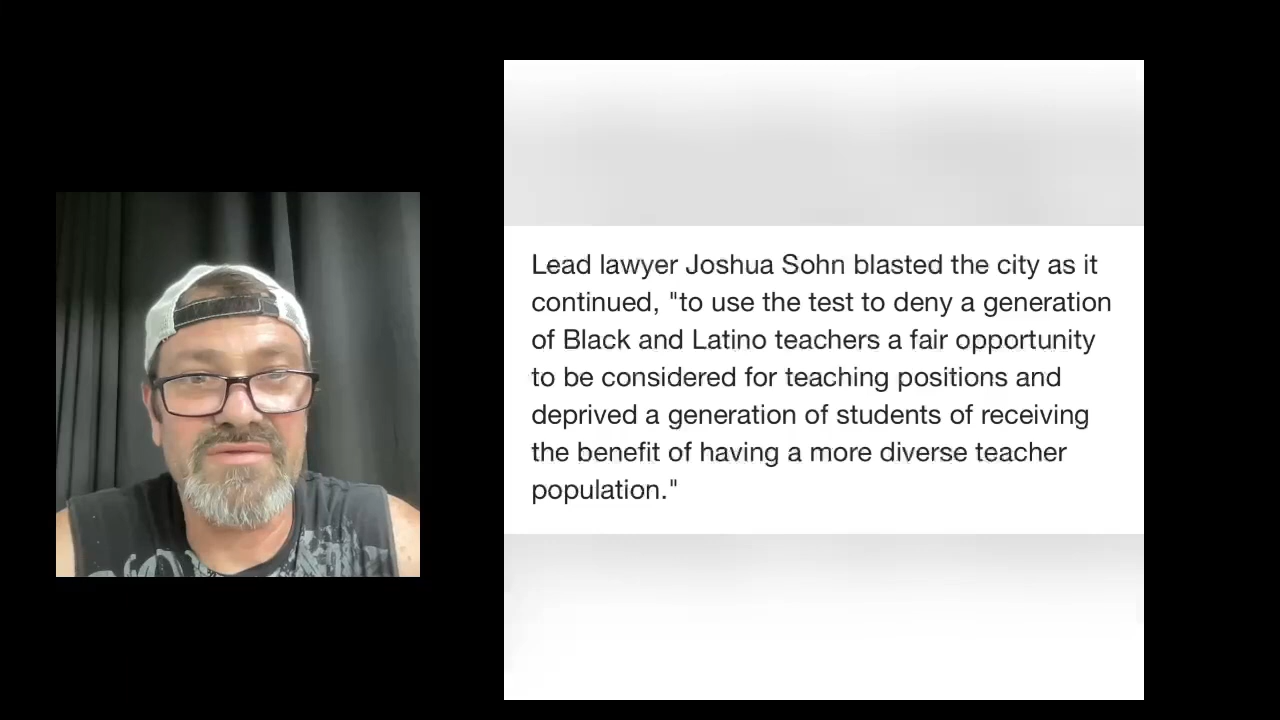 Lead lawyer Joshua Sohn blasted the city as it
continued, "to use the test to deny a generation
of Black and Latino teachers a fair opportunity
to be considered for teaching positions and
deprived a generation of students of receiving
the benefit of having a more diverse teacher
population."